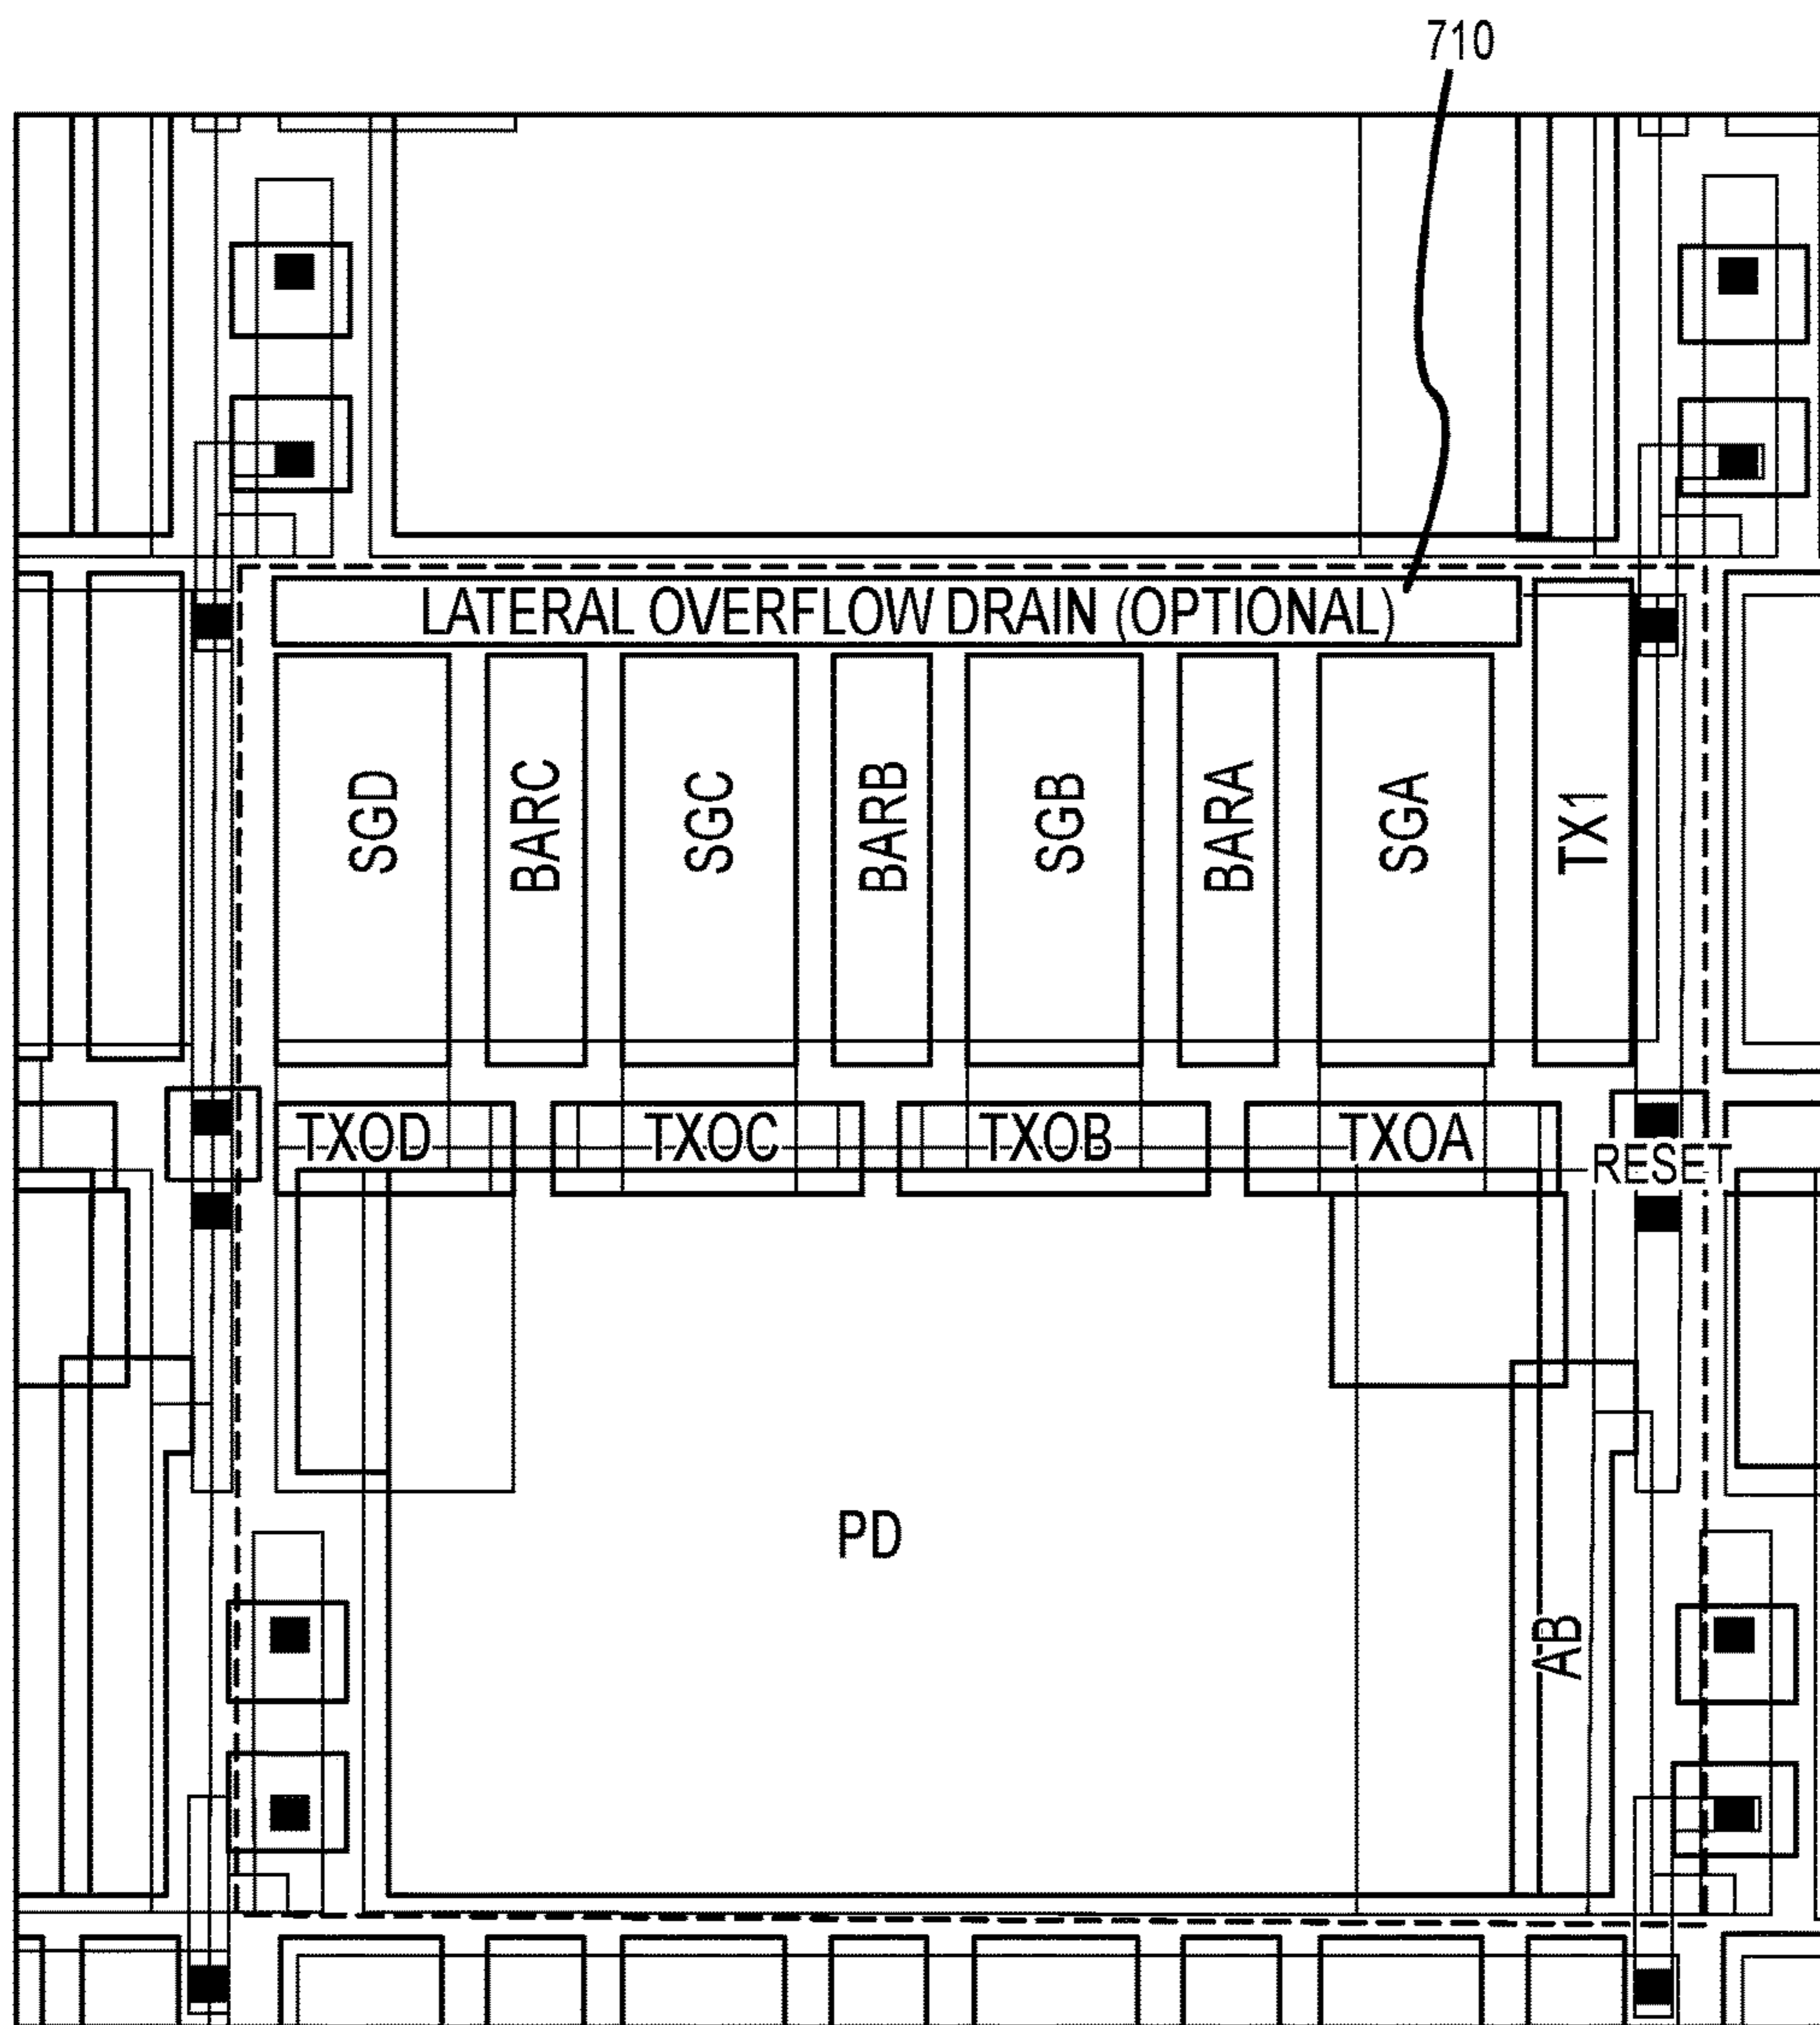 710
LATERAL OVERFLOW DRAIN (OPTIONAL)
SGD
BARC
SGC
BARB
SGB
BARA
SGA
TX1
TXOD
TXOC
TXOB
TXOA
RESET
PD
AB